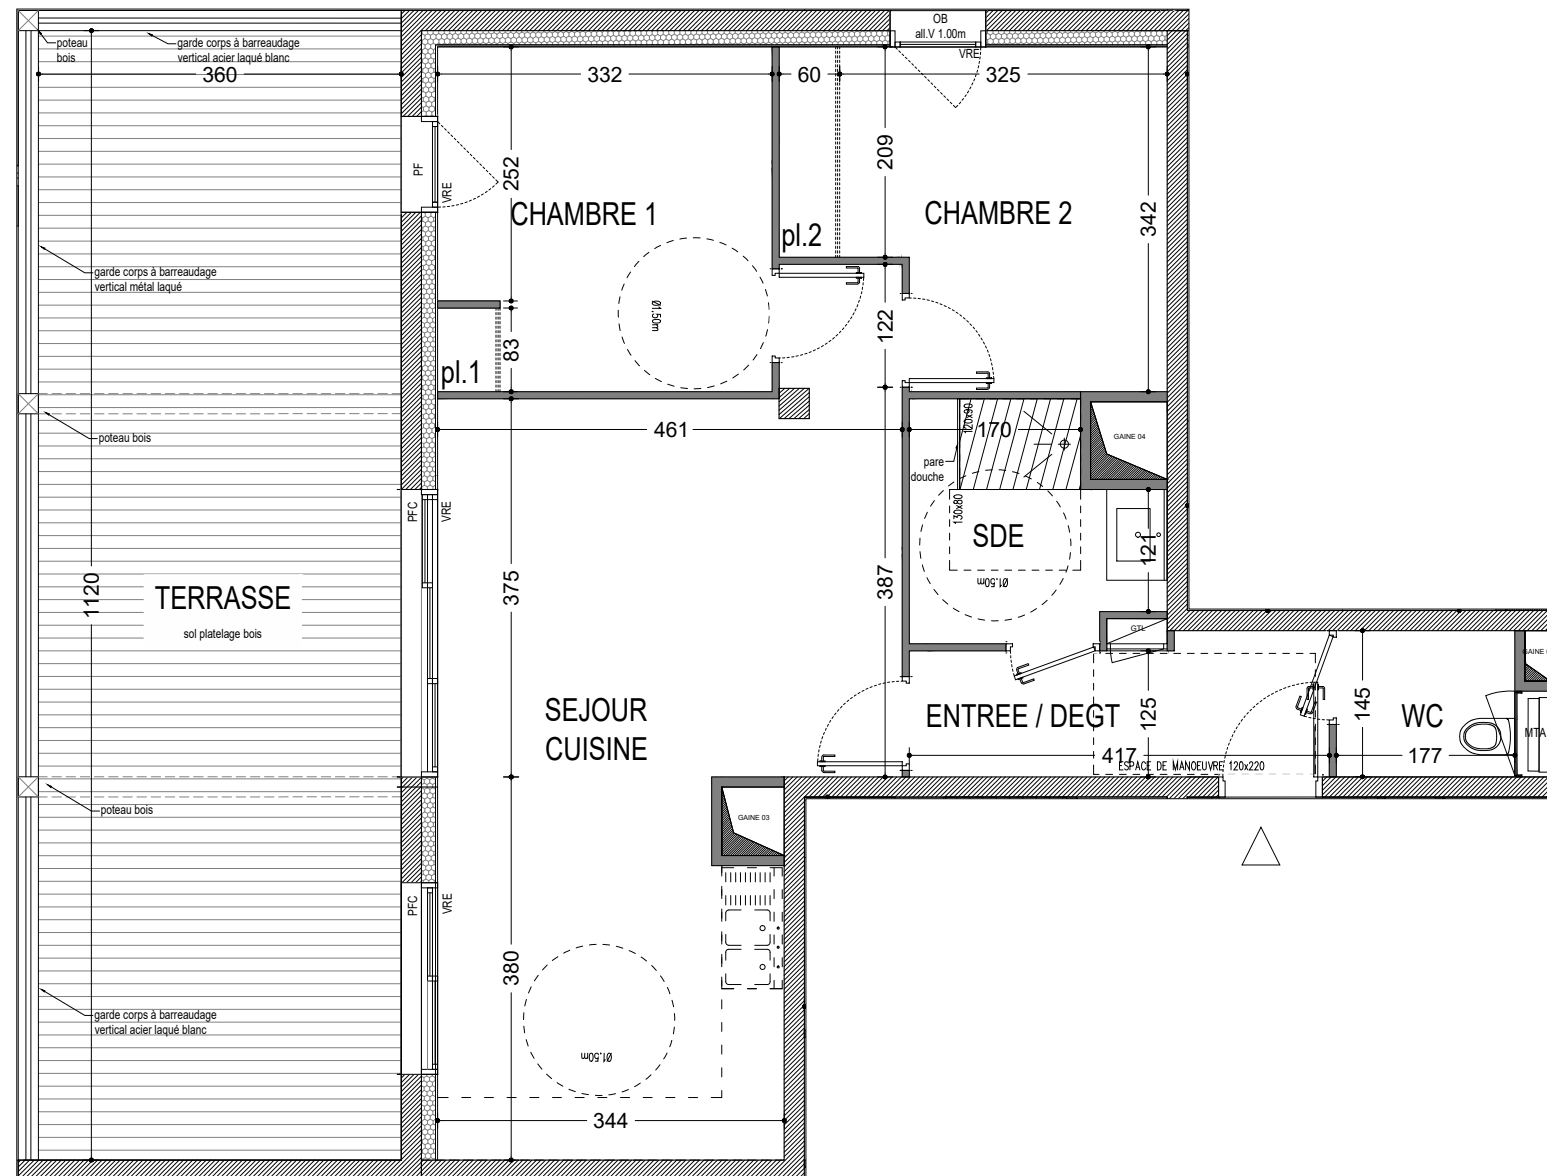 OB
all.V 1.00m
VRE
poteau
bois
garde corps à barreaudage
vertical acier laqué blanc
360
332
60
325
PF
VRE
252
209
342
CHAMBRE 1
pl.2
CHAMBRE 2
garde corps à barreaudage
vertical métal laqué
Ø1.50m
122
83
pl.1
poteau bois
461
120x90
170
GAINE 04
pare
douche
PFC
VRE
130x80
SDE
121
Ø1.50m
1120
375
387
TERRASSE
sol platelage bois
GTL
SEJOUR
CUISINE
ENTREE / DEGT
125
145
WC
MTA
417
ESPACE DE MANOEUVRE 120x220
177
poteau bois
GAINE 03
PFC
VRE
380
garde corps à barreaudage
vertical acier laqué blanc
Ø1.50m
344